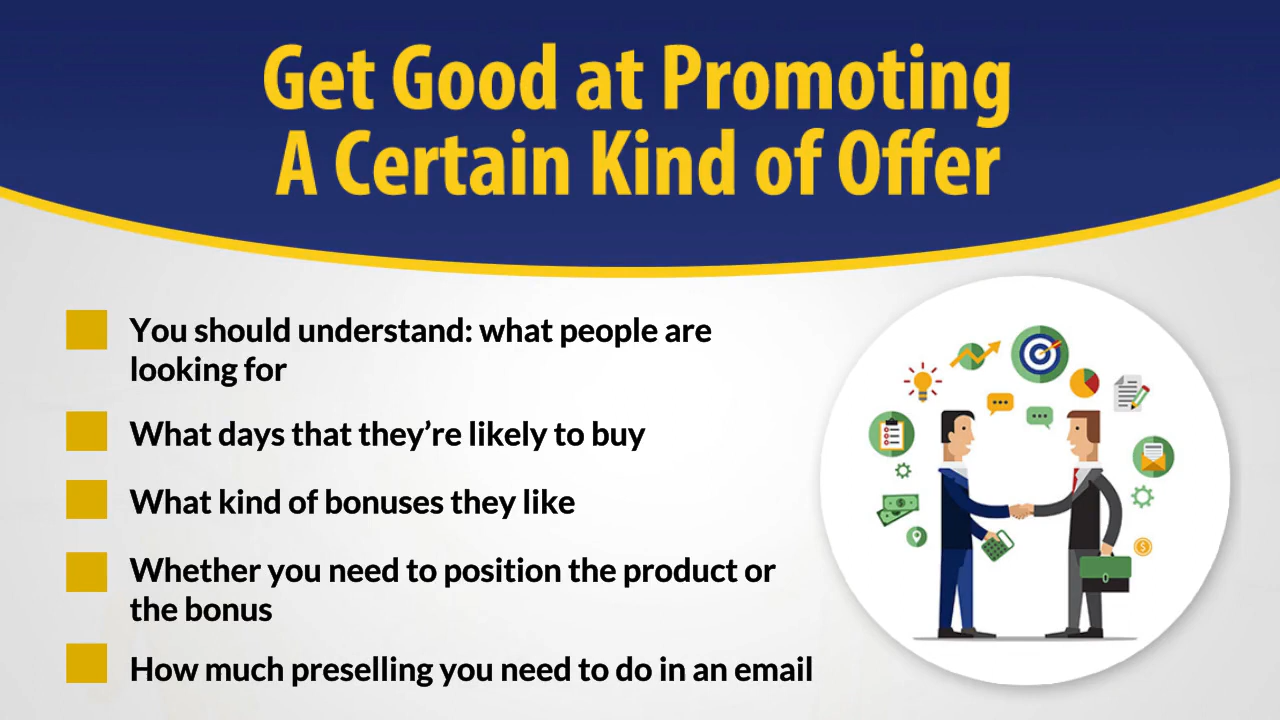 Get Good at Promoting
A Certain Kind of Offer
You should understand: what people are
looking for
What days that they’re likely to buy
What kind of bonuses they like
Whether you need to position the product or
the bonus
How much preselling you need to do in an email